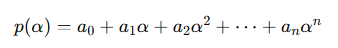 p(α) = a₀ + a₁α + a₂α² + ⋯ + aₙαⁿ